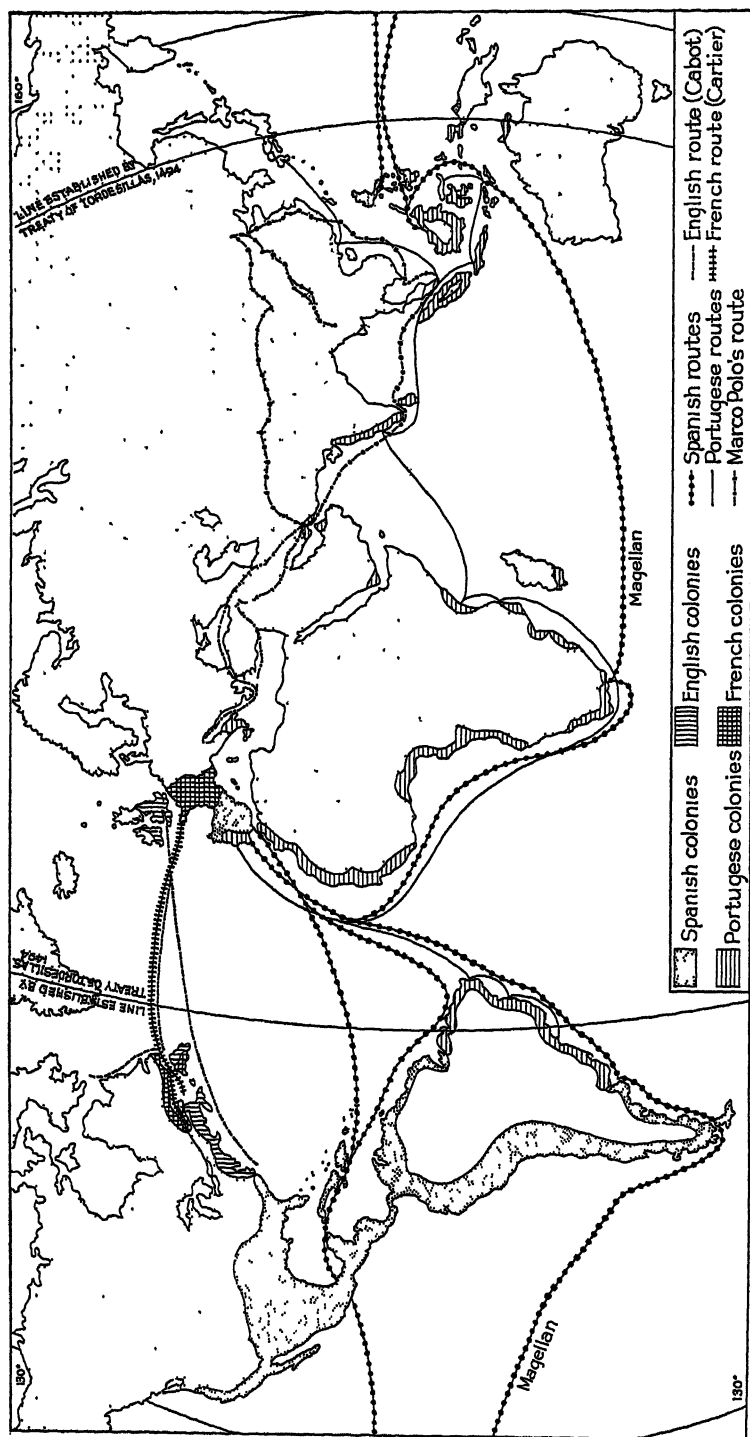 130°
LINE ESTABLISHED BY
TREATY OF TORDESILLAS
1494
160°
LINE ESTABLISHED BY
TREATY OF TORDESILLAS, 1494
Magellan
Magellan
130°
Spanish colonies
English colonies
Portugese colonies
French colonies
Spanish routes
English route (Cabot)
Portugese routes
French route (Cartier)
Marco Polo's route